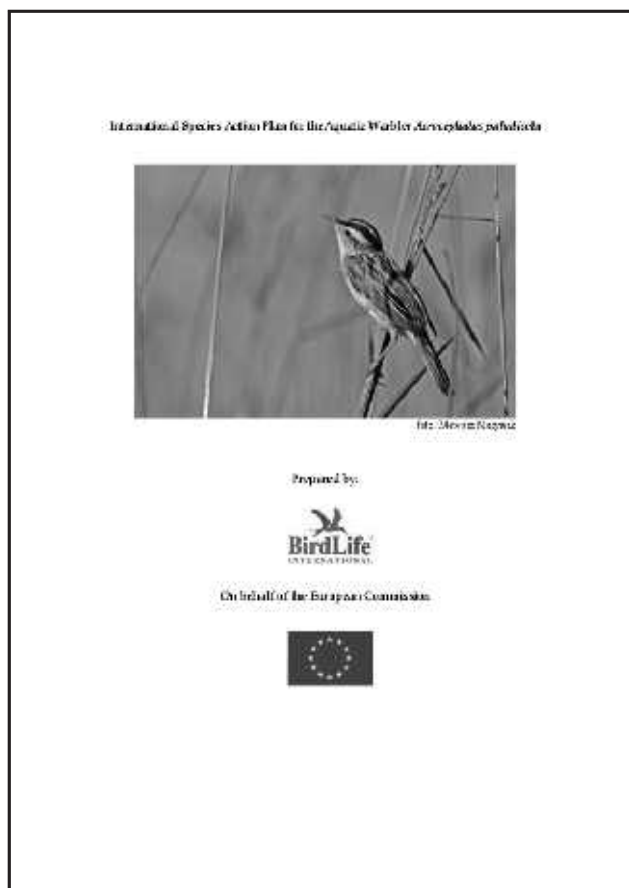 International Species Action Plan for the Aquatic Warbler Acrocephalus paludicola
Prepared by:
BirdLife
INTERNATIONAL
On behalf of the European Commission